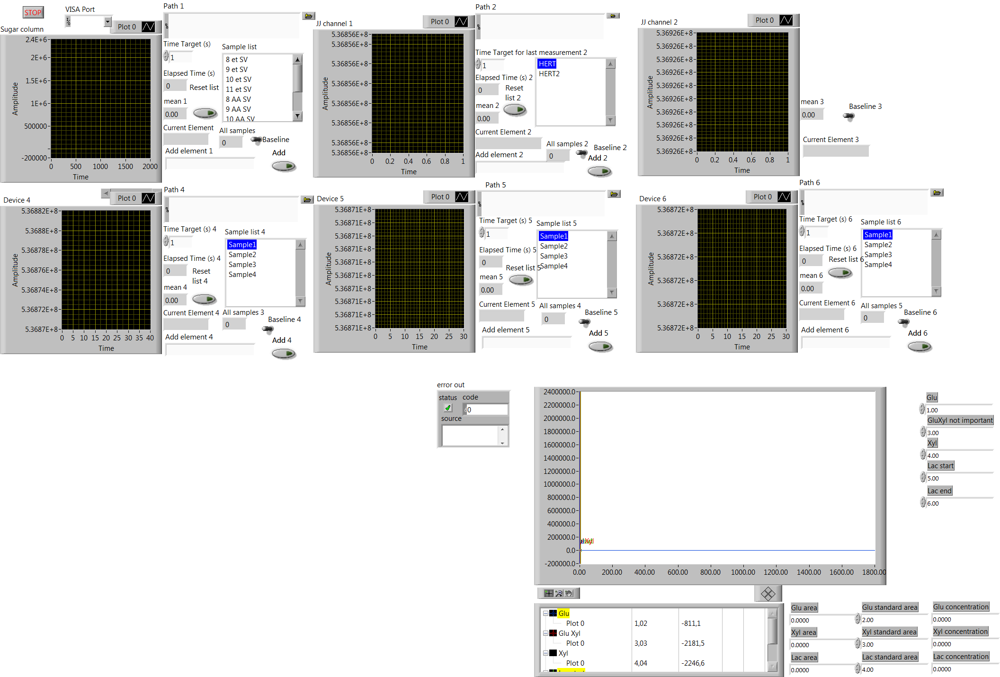 STOP
VISA Port
Plot 0
Sugar column
2.4E+6
2E+6
1.5E+6
1E+6
500000
-200000
Amplitude
0 500 1000 1500 2000
Time
Path 1
Time Target (s)
1
Sample list
8 et SV
9 et SV
10 et SV
11 et SV
8 AA SV
9 AA SV
10 AA SV
Elapsed Time (s)
0
Reset list
mean 1
0.00
Current Element
All samples
0
Baseline
Add element 1
Add
JJ channel 1
Plot 0
5.36856E+8
5.36856E+8
5.36856E+8
5.36856E+8
5.36856E+8
5.36856E+8
5.36856E+8
Amplitude
0 0.2 0.4 0.6 0.8 1
Time
Path 2
Time Target for last measurement 2
1
HERT
HERT2
Elapsed Time (s) 2
0
Reset
list 2
mean 2
0.00
Current Element 2
All samples 2
0
Baseline 2
Add element 2
Add 2
JJ channel 2
Plot 0
5.36926E+8
5.36926E+8
5.36926E+8
5.36926E+8
5.36926E+8
5.36926E+8
5.36926E+8
5.36926E+8
5.36926E+8
5.36926E+8
Amplitude
0 0.2 0.4 0.6 0.8 1
Time
mean 3
0.00
Baseline 3
Current Element 3
Device 4
Plot 0
5.36882E+8
5.3688E+8
5.36878E+8
5.36876E+8
5.36874E+8
5.36872E+8
5.3687E+8
Amplitude
0 5 10 15 20 25 30 35 40
Time
Path 4
Time Target (s) 4
1
Sample list 4
Sample1
Sample2
Sample3
Sample4
Elapsed Time (s) 4
0
Reset
list 4
mean 4
0.00
Current Element 4
All samples 3
0
Baseline 4
Add element 4
Add 4
Device 5
Plot 0
5.36871E+8
5.36871E+8
5.36871E+8
5.36871E+8
5.36871E+8
5.36871E+8
5.36871E+8
5.36871E+8
5.36871E+8
5.36871E+8
Amplitude
0 5 10 15 20 25 30
Time
Path 5
Time Target (s) 5
1
Sample list 5
Sample1
Sample2
Sample3
Sample4
Elapsed Time (s) 5
0
Reset list 5
mean 5
0.00
Current Element 5
All samples 4
0
Baseline 5
Add element 5
Add 5
Device 6
Plot 0
5.36872E+8
5.36872E+8
5.36872E+8
5.36872E+8
5.36872E+8
5.36872E+8
Amplitude
0 5 10 15 20 25 30
Time
Path 6
Time Target (s) 6
1
Sample list 6
Sample1
Sample2
Sample3
Sample4
Elapsed Time (s) 6
0
Reset list 6
mean 6
0.00
Current Element 6
All samples 5
0
Baseline 6
Add element 6
Add 6
error out
status code
0
source
2400000.0
2200000.0
2000000.0
1800000.0
1600000.0
1400000.0
1200000.0
1000000.0
800000.0
600000.0
400000.0
200000.0
0.0
-200000.0
0.00 200.00 400.00 600.00 800.00 1000.00 1200.00 1400.00 1600.00 1800.00
Glu
1.00
GluXyl not important
3.00
Xyl
4.00
Lac start
5.00
Lac end
6.00
Glu
Plot 0 1,02 -811,1
Glu Xyl
Plot 0 3,03 -2181,5
Xyl
Plot 0 4,04 -2246,6
Glu area Glu standard area Glu concentration
0.0000 2.00 0.0000
Xyl area Xyl standard area Xyl concentration
0.0000 3.00 0.0000
Lac area Lac standard area Lac concentration
0.0000 4.00 0.0000